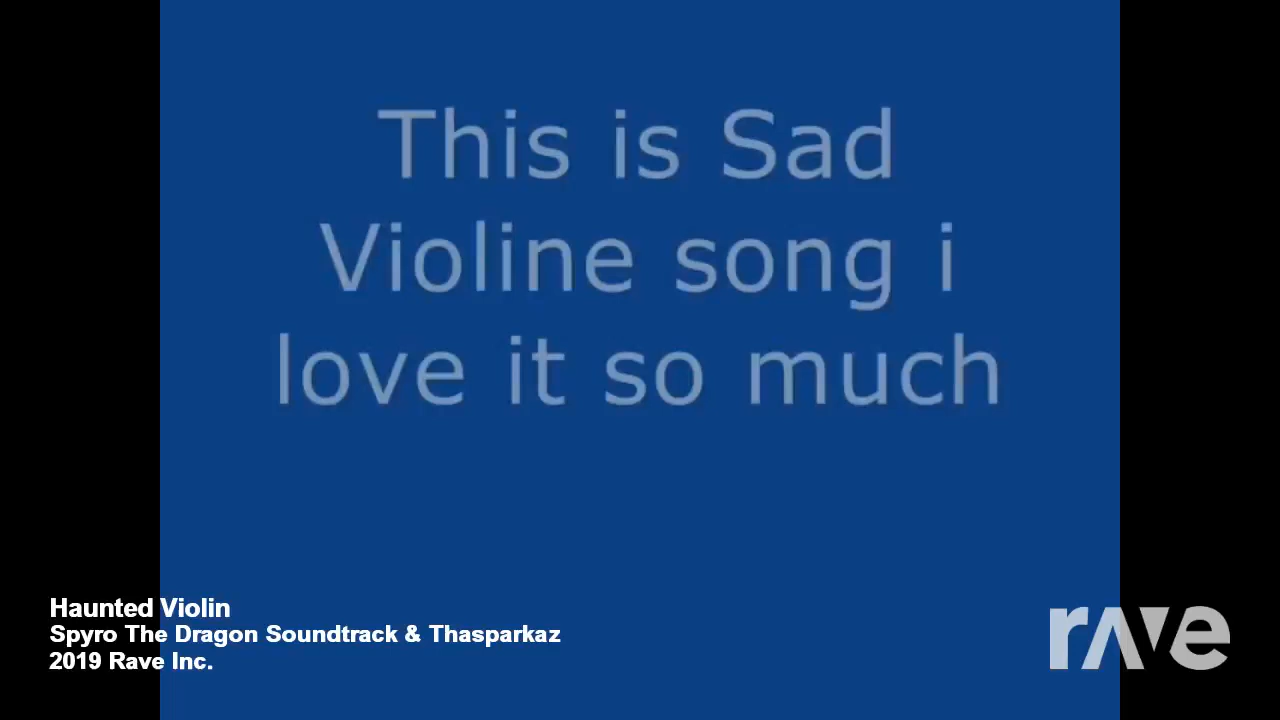 This is Sad
Violine song i
love it so much
Haunted Violin
Spyro The Dragon Soundtrack & Thasparkaz
2019 Rave Inc.
rave